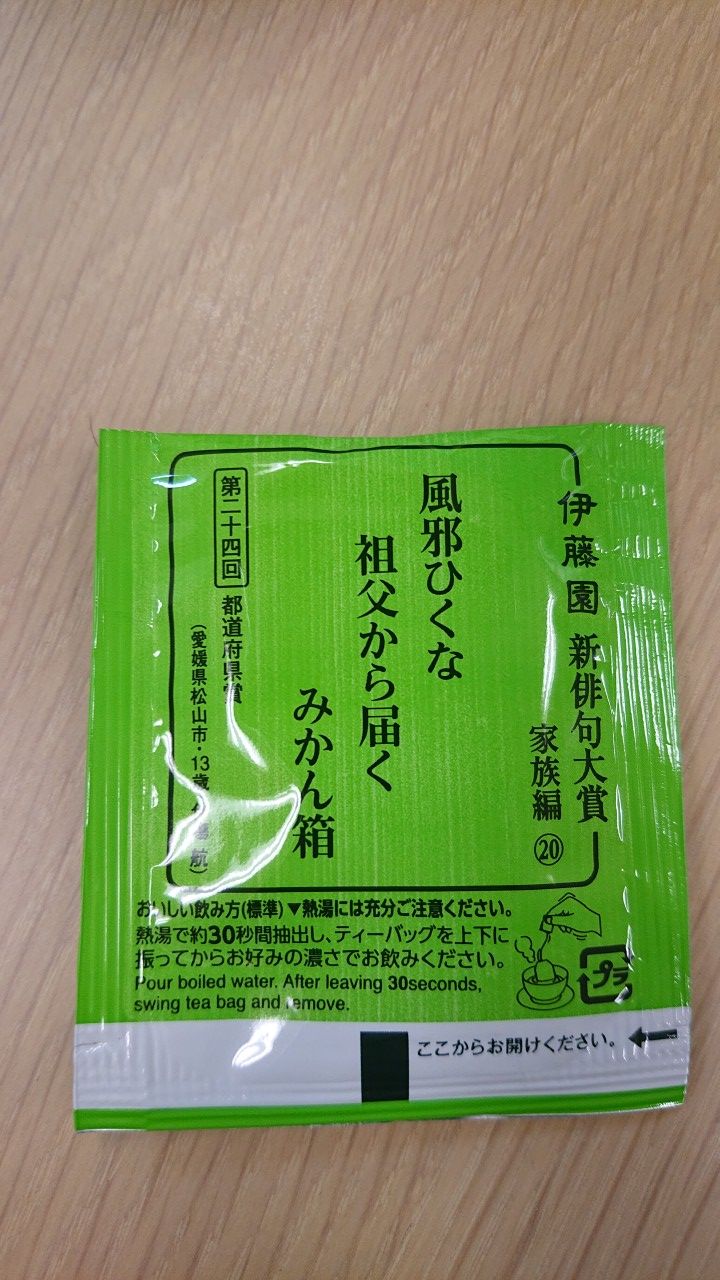 伊藤園 新俳句大賞
家族編 ⑳
風邪ひくな
祖父から届く
みかん箱
第二十四回 都道府県賞
(愛媛県松山市・13歳 航)
おいしい飲み方(標準)▼熱湯には充分ご注意ください。
熱湯で約30秒間抽出し、ティーバッグを上下に
振ってからお好みの濃さでお飲みください。
Pour boiled water. After leaving 30seconds,
swing tea bag and remove.
プラ
ここからお開けください。